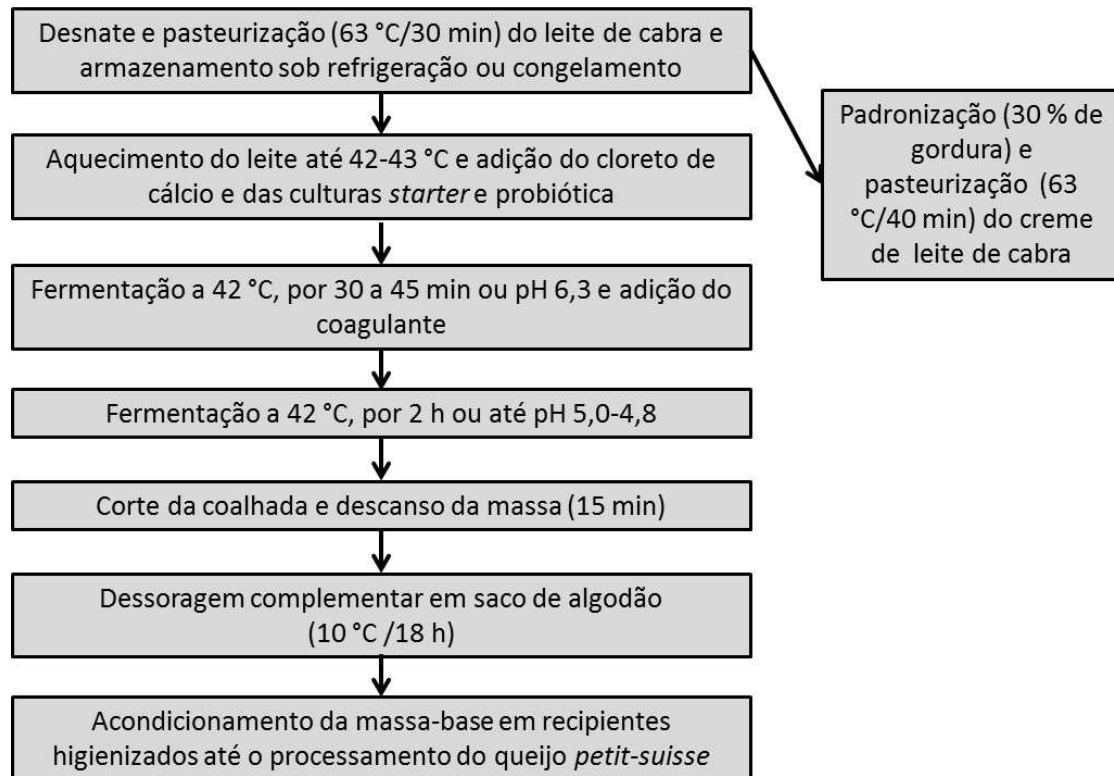 Desnate e pasteurização (63 °C/30 min) do leite de cabra e
armazenamento sob refrigeração ou congelamento
Padronização (30 % de
gordura) e
pasteurização (63
°C/40 min) do creme
de leite de cabra
Aquecimento do leite até 42-43 °C e adição do cloreto de
cálcio e das culturas starter e probiótica
Fermentação a 42 °C, por 30 a 45 min ou pH 6,3 e adição do
coagulante
Fermentação a 42 °C, por 2 h ou até pH 5,0-4,8
Corte da coalhada e descanso da massa (15 min)
Dessoragem complementar em saco de algodão
(10 °C /18 h)
Acondicionamento da massa-base em recipientes
higienizados até o processamento do queijo petit-suisse